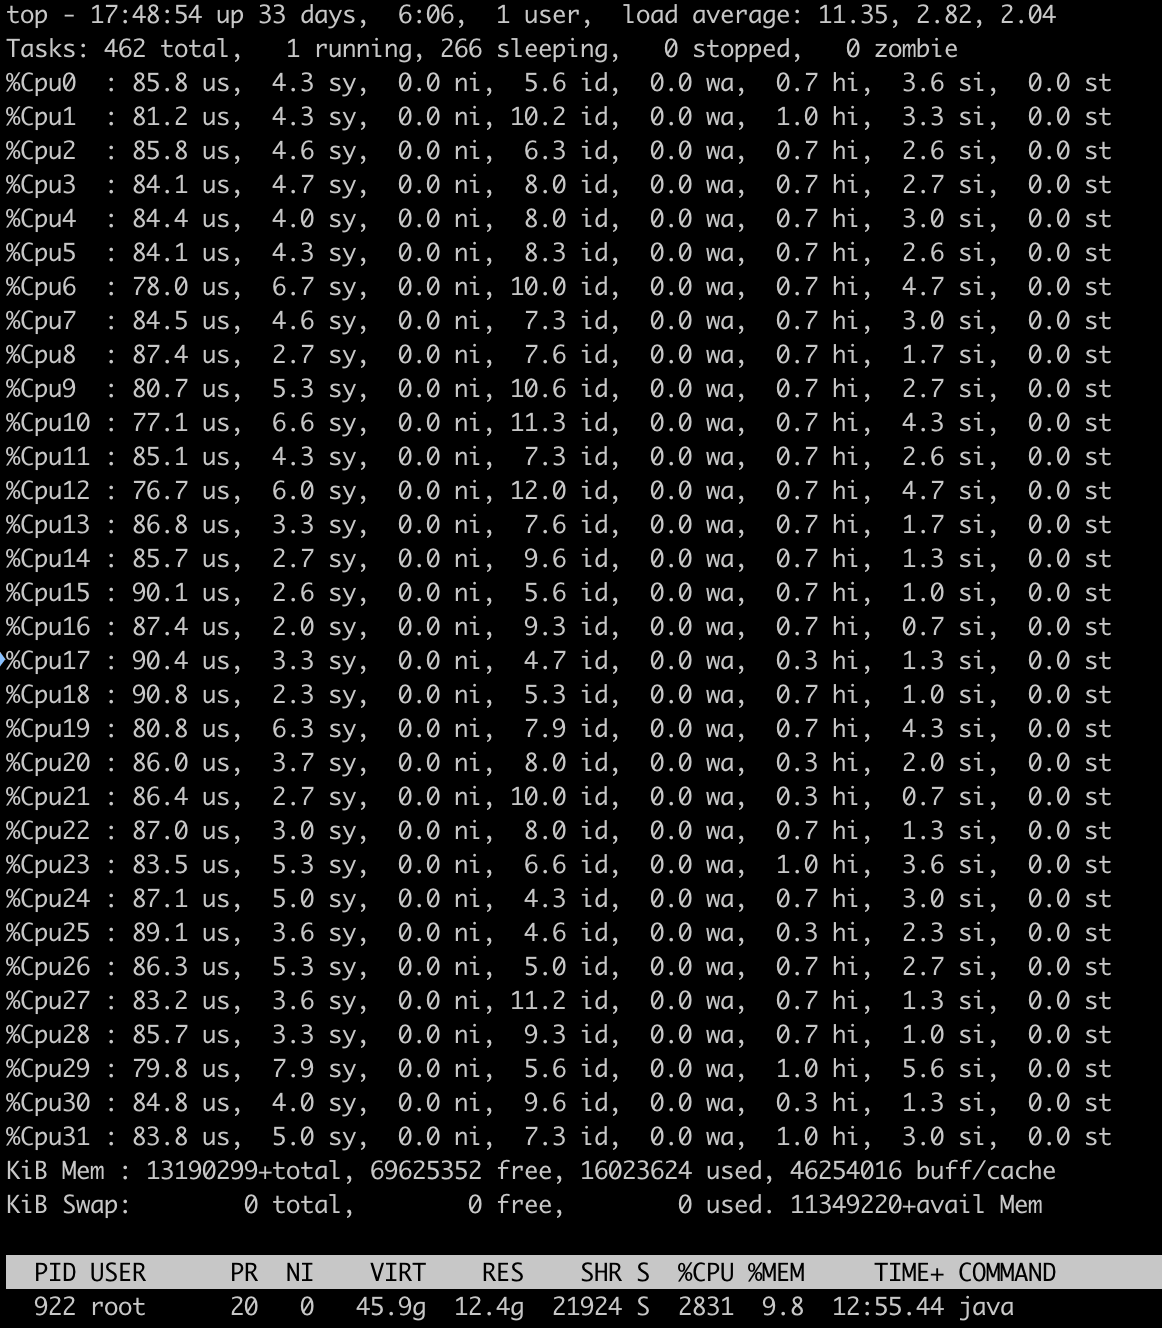 top - 17:48:54 up 33 days,  6:06,  1 user,  load average: 11.35, 2.82, 2.04
Tasks: 462 total,   1 running, 266 sleeping,   0 stopped,   0 zombie
%Cpu0  : 85.8 us,  4.3 sy,  0.0 ni,  5.6 id,  0.0 wa,  0.7 hi,  3.6 si,  0.0 st
%Cpu1  : 81.2 us,  4.3 sy,  0.0 ni, 10.2 id,  0.0 wa,  1.0 hi,  3.3 si,  0.0 st
%Cpu2  : 85.8 us,  4.6 sy,  0.0 ni,  6.3 id,  0.0 wa,  0.7 hi,  2.6 si,  0.0 st
%Cpu3  : 84.1 us,  4.7 sy,  0.0 ni,  8.0 id,  0.0 wa,  0.7 hi,  2.7 si,  0.0 st
%Cpu4  : 84.4 us,  4.0 sy,  0.0 ni,  8.0 id,  0.0 wa,  0.7 hi,  3.0 si,  0.0 st
%Cpu5  : 84.1 us,  4.3 sy,  0.0 ni,  8.3 id,  0.0 wa,  0.7 hi,  2.6 si,  0.0 st
%Cpu6  : 78.0 us,  6.7 sy,  0.0 ni, 10.0 id,  0.0 wa,  0.7 hi,  4.7 si,  0.0 st
%Cpu7  : 84.5 us,  4.6 sy,  0.0 ni,  7.3 id,  0.0 wa,  0.7 hi,  3.0 si,  0.0 st
%Cpu8  : 87.4 us,  2.7 sy,  0.0 ni,  7.6 id,  0.0 wa,  0.7 hi,  1.7 si,  0.0 st
%Cpu9  : 80.7 us,  5.3 sy,  0.0 ni, 10.6 id,  0.0 wa,  0.7 hi,  2.7 si,  0.0 st
%Cpu10 : 77.1 us,  6.6 sy,  0.0 ni, 11.3 id,  0.0 wa,  0.7 hi,  4.3 si,  0.0 st
%Cpu11 : 85.1 us,  4.3 sy,  0.0 ni,  7.3 id,  0.0 wa,  0.7 hi,  2.6 si,  0.0 st
%Cpu12 : 76.7 us,  6.0 sy,  0.0 ni, 12.0 id,  0.0 wa,  0.7 hi,  4.7 si,  0.0 st
%Cpu13 : 86.8 us,  3.3 sy,  0.0 ni,  7.6 id,  0.0 wa,  0.7 hi,  1.7 si,  0.0 st
%Cpu14 : 85.7 us,  2.7 sy,  0.0 ni,  9.6 id,  0.0 wa,  0.7 hi,  1.3 si,  0.0 st
%Cpu15 : 90.1 us,  2.6 sy,  0.0 ni,  5.6 id,  0.0 wa,  0.7 hi,  1.0 si,  0.0 st
%Cpu16 : 87.4 us,  2.0 sy,  0.0 ni,  9.3 id,  0.0 wa,  0.7 hi,  0.7 si,  0.0 st
%Cpu17 : 90.4 us,  3.3 sy,  0.0 ni,  4.7 id,  0.0 wa,  0.3 hi,  1.3 si,  0.0 st
%Cpu18 : 90.8 us,  2.3 sy,  0.0 ni,  5.3 id,  0.0 wa,  0.7 hi,  1.0 si,  0.0 st
%Cpu19 : 80.8 us,  6.3 sy,  0.0 ni,  7.9 id,  0.0 wa,  0.7 hi,  4.3 si,  0.0 st
%Cpu20 : 86.0 us,  3.7 sy,  0.0 ni,  8.0 id,  0.0 wa,  0.3 hi,  2.0 si,  0.0 st
%Cpu21 : 86.4 us,  2.7 sy,  0.0 ni, 10.0 id,  0.0 wa,  0.3 hi,  0.7 si,  0.0 st
%Cpu22 : 87.0 us,  3.0 sy,  0.0 ni,  8.0 id,  0.0 wa,  0.7 hi,  1.3 si,  0.0 st
%Cpu23 : 83.5 us,  5.3 sy,  0.0 ni,  6.6 id,  0.0 wa,  1.0 hi,  3.6 si,  0.0 st
%Cpu24 : 87.1 us,  5.0 sy,  0.0 ni,  4.3 id,  0.0 wa,  0.7 hi,  3.0 si,  0.0 st
%Cpu25 : 89.1 us,  3.6 sy,  0.0 ni,  4.6 id,  0.0 wa,  0.3 hi,  2.3 si,  0.0 st
%Cpu26 : 86.3 us,  5.3 sy,  0.0 ni,  5.0 id,  0.0 wa,  0.7 hi,  2.7 si,  0.0 st
%Cpu27 : 83.2 us,  3.6 sy,  0.0 ni, 11.2 id,  0.0 wa,  0.7 hi,  1.3 si,  0.0 st
%Cpu28 : 85.7 us,  3.3 sy,  0.0 ni,  9.3 id,  0.0 wa,  0.7 hi,  1.0 si,  0.0 st
%Cpu29 : 79.8 us,  7.9 sy,  0.0 ni,  5.6 id,  0.0 wa,  1.0 hi,  5.6 si,  0.0 st
%Cpu30 : 84.8 us,  4.0 sy,  0.0 ni,  9.6 id,  0.0 wa,  0.3 hi,  1.3 si,  0.0 st
%Cpu31 : 83.8 us,  5.0 sy,  0.0 ni,  7.3 id,  0.0 wa,  1.0 hi,  3.0 si,  0.0 st
KiB Mem : 13190299+total, 69625352 free, 16023624 used, 46254016 buff/cache
KiB Swap:        0 total,        0 free,        0 used. 11349220+avail Mem
PID USER      PR  NI    VIRT    RES    SHR S  %CPU %MEM     TIME+ COMMAND
922 root      20   0   45.9g  12.4g  21924 S  2831  9.8  12:55.44 java